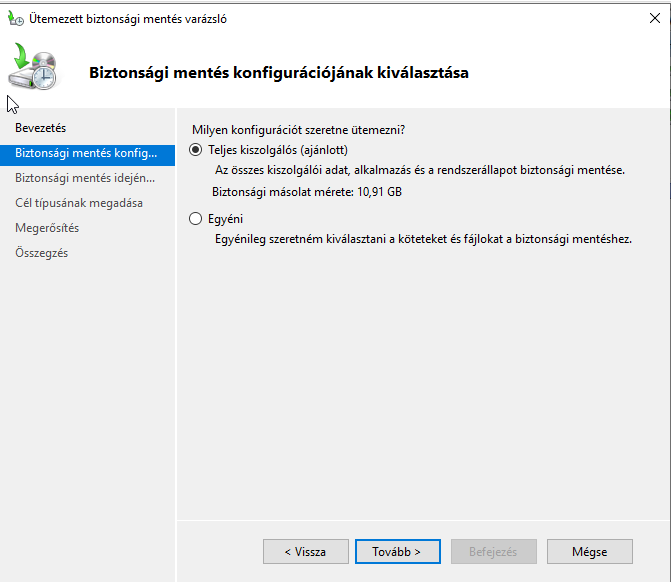 Ütemezett biztonsági mentés varázsló
Biztonsági mentés konfigurációjának kiválasztása
Bevezetés
Biztonsági mentés konfig...
Biztonsági mentés idején...
Cél típusának megadása
Megerősítés
Összegzés
Milyen konfigurációt szeretne ütemezni?
Teljes kiszolgálós (ajánlott)
Az összes kiszolgálói adat, alkalmazás és a rendszerállapot biztonsági mentése.
Biztonsági másolat mérete: 10,91 GB
Egyéni
Egyénileg szeretném kiválasztani a köteteket és fájlokat a biztonsági mentéshez.
< Vissza
Tovább >
Befejezés
Mégse